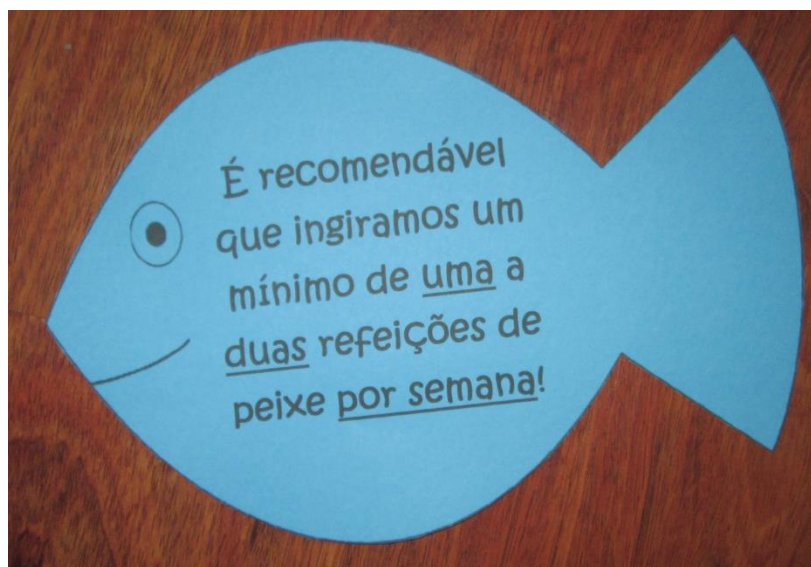 É recomendável
que ingiramos um
mínimo de uma a
duas refeições de
peixe por semana!